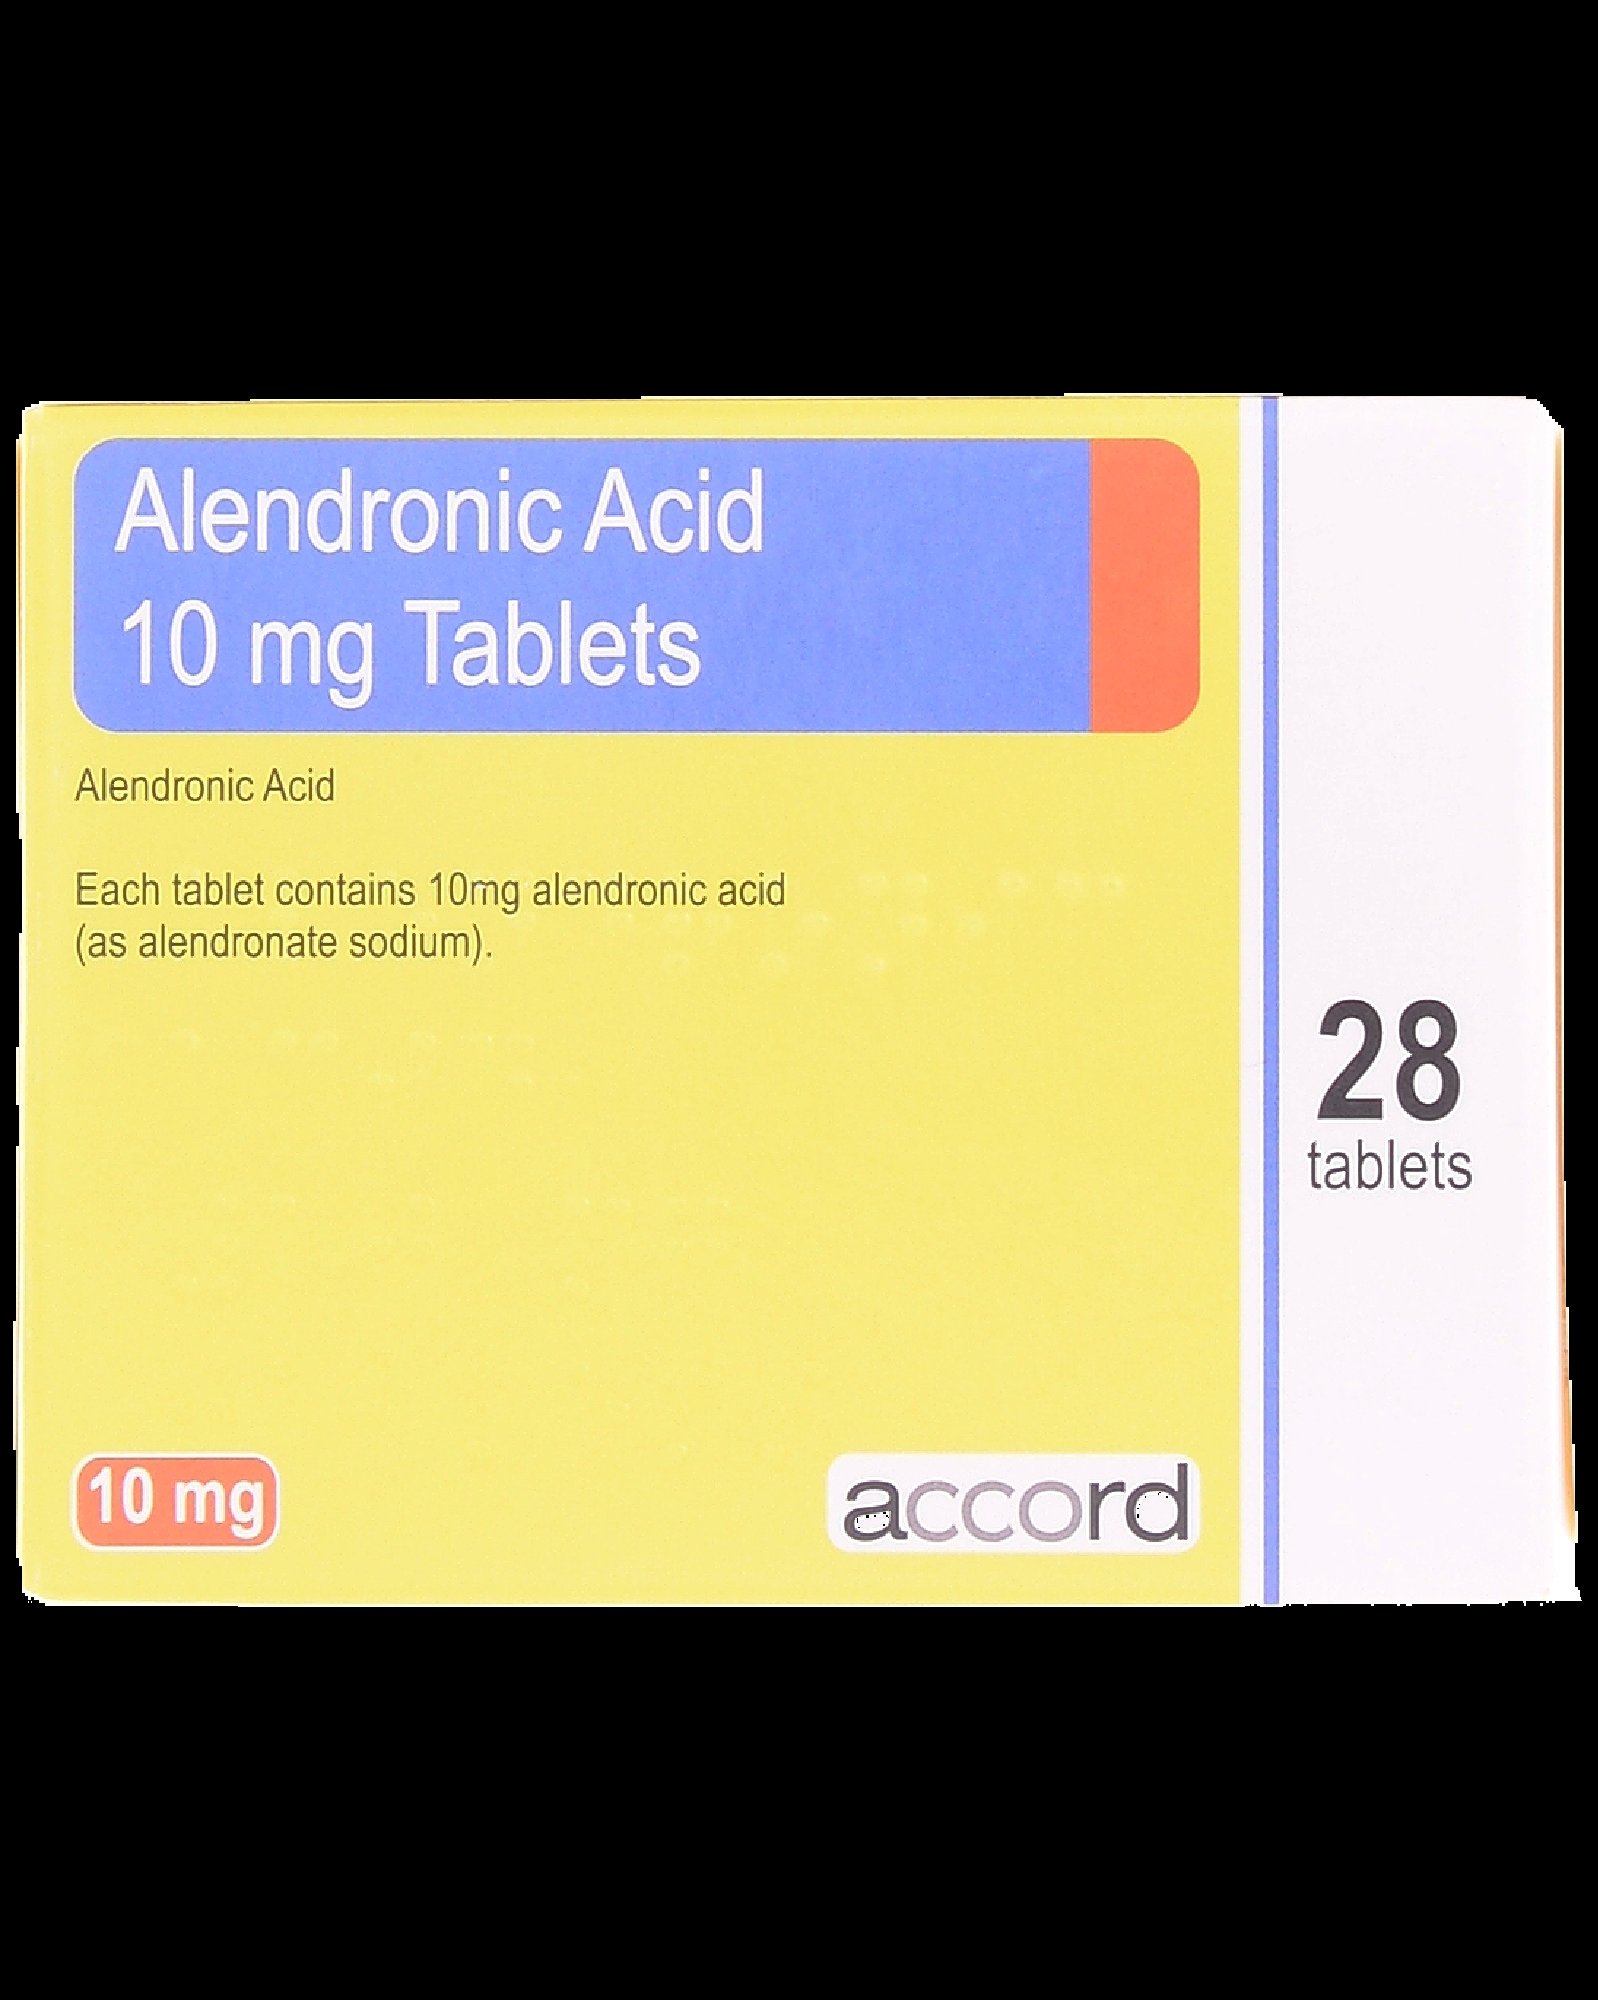 Alendronic Acid
10 mg Tablets
Alendronic Acid
Each tablet contains 10mg alendronic acid
(as alendronate sodium).
28
tablets
10 mg
accord